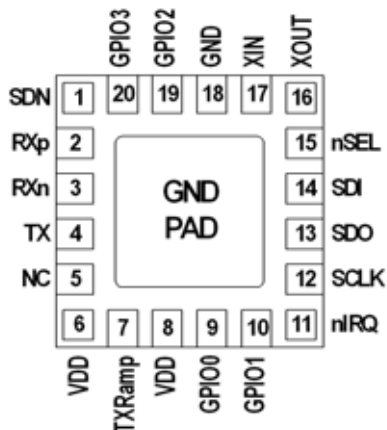 GPIO3 GPIO2 GND XIN XOUT
SDN 1 20 19 18 17 16
RXp 2 15 nSEL
RXn 3 GND 14 SDI
TX 4 PAD 13 SDO
NC 5 12 SCLK
6 7 8 9 10 11 nIRQ
VDD TXRamp VDD GPIO0 GPIO1